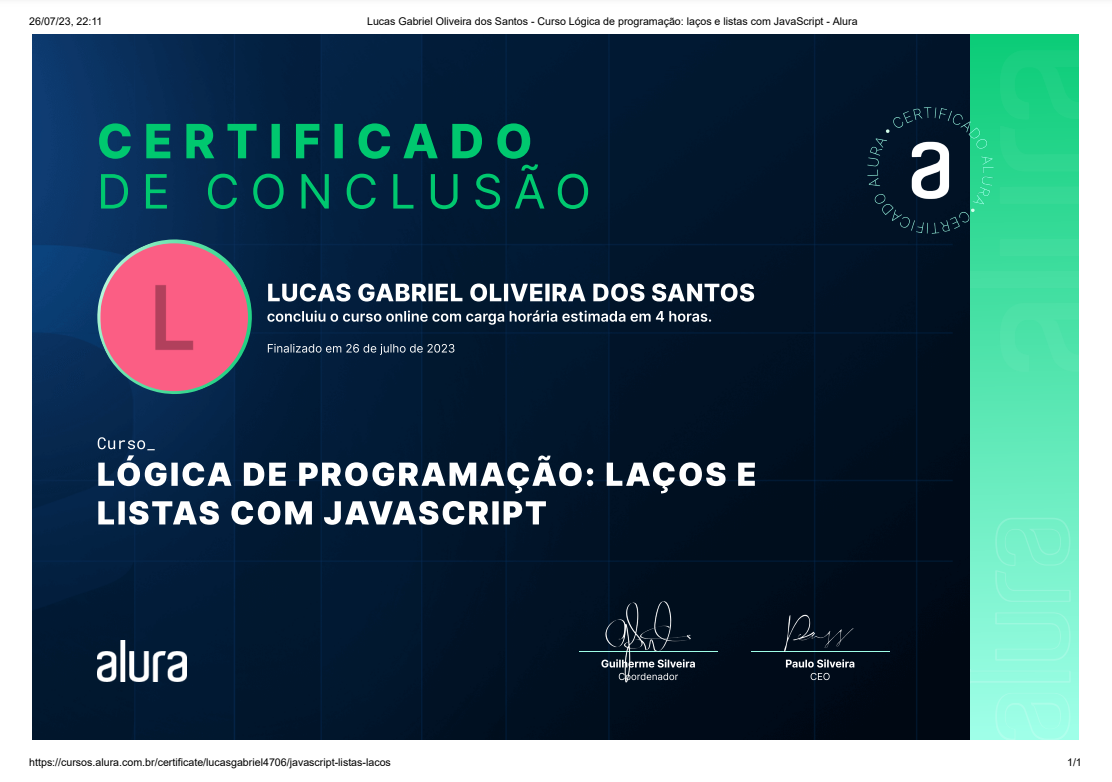 26/07/23, 22:11
Lucas Gabriel Oliveira dos Santos - Curso Lógica de programação: laços e listas com JavaScript - Alura
CERTIFICADO
DE CONCLUSÃO
CERTIFICADO ALURA • CERTIFICADO ALURA •
a
L
LUCAS GABRIEL OLIVEIRA DOS SANTOS
concluiu o curso online com carga horária estimada em 4 horas.
Finalizado em 26 de julho de 2023
Curso_
LÓGICA DE PROGRAMAÇÃO: LAÇOS E
LISTAS COM JAVASCRIPT
alura
Guilherme Silveira
Coordenador
Paulo Silveira
CEO
alura
alura
https://cursos.alura.com.br/certificate/lucasgabriel4706/javascript-listas-lacos
1/1